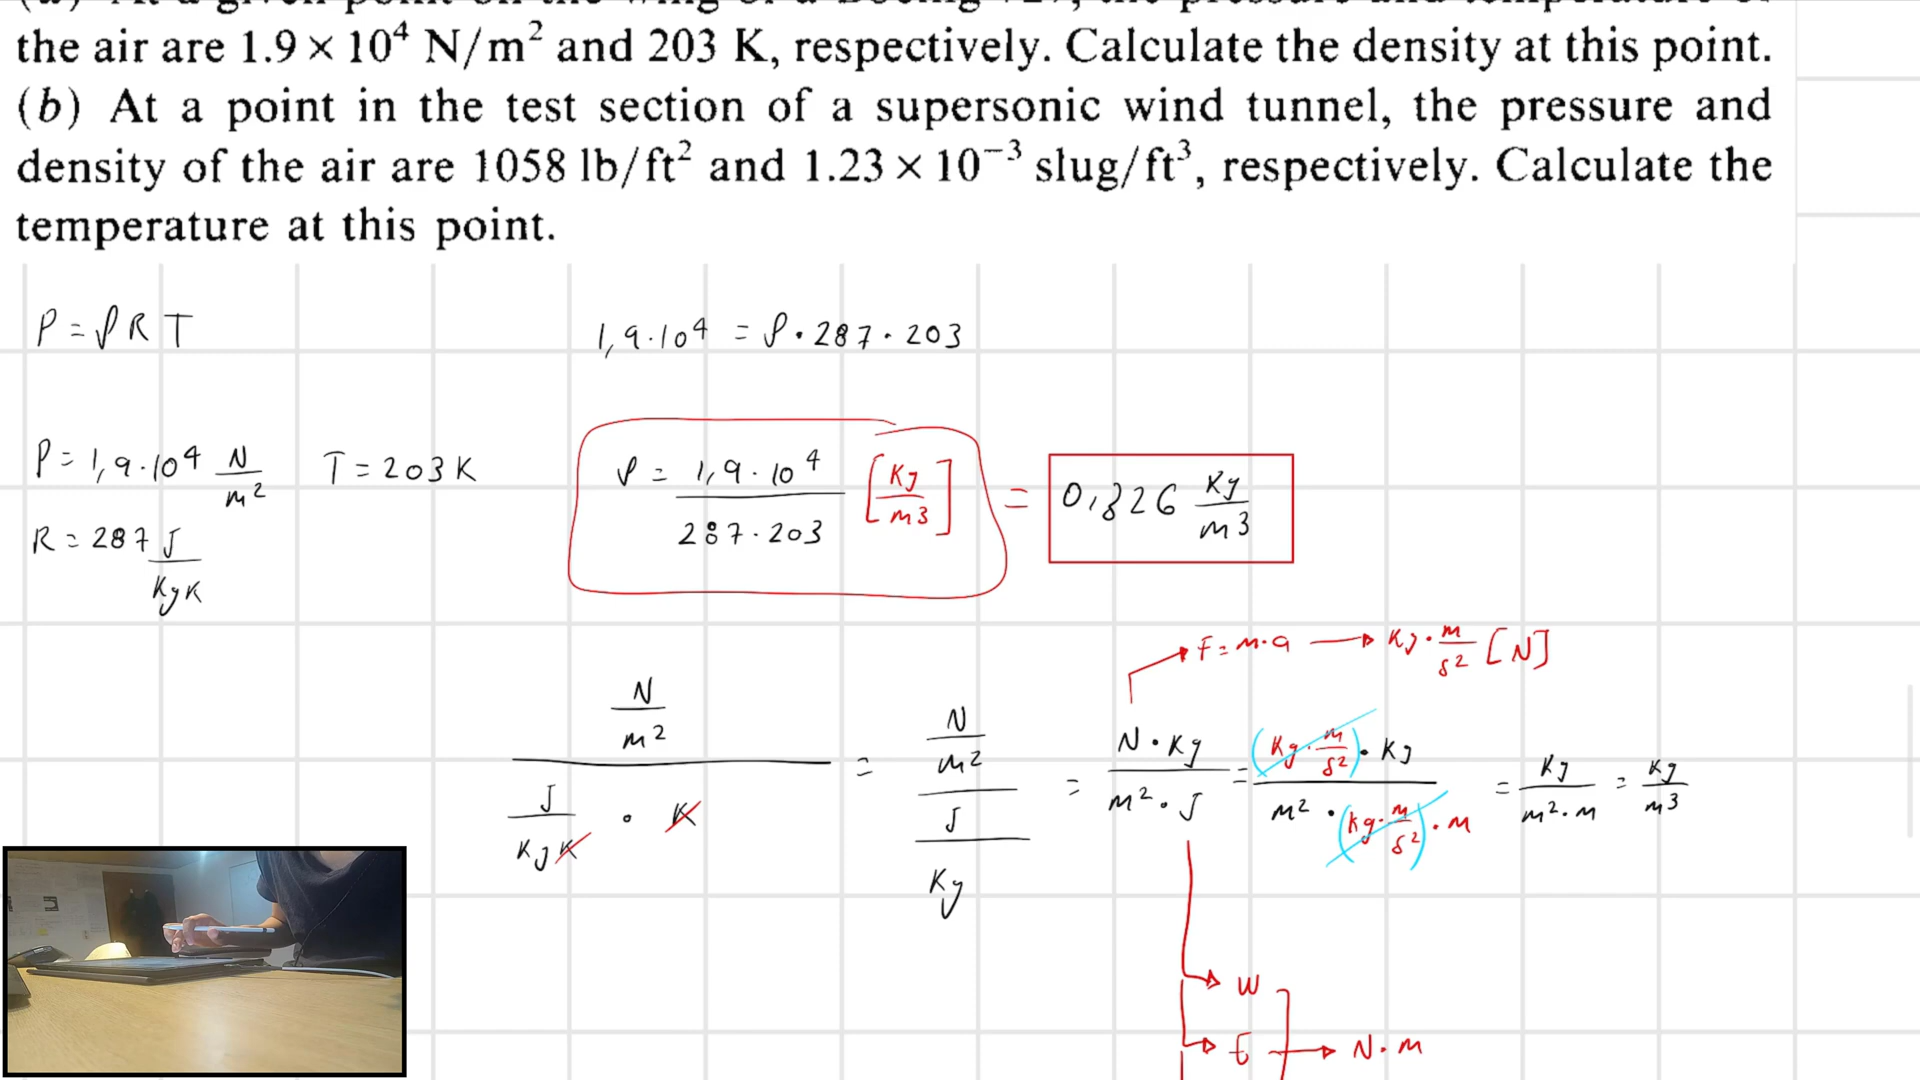 the air are 1.9 × 10⁴ N/m² and 203 K, respectively. Calculate the density at this point.
(b) At a point in the test section of a supersonic wind tunnel, the pressure and
density of the air are 1058 lb/ft² and 1.23 × 10⁻³ slug/ft³, respectively. Calculate the
temperature at this point.
P = ρ R T
1,9·10⁴ = ρ · 287 · 203
P = 1,9·10⁴ N/m²
T = 203 K
R = 287 J/KgK
ρ = 1,9·10⁴ / 287·203 [Kg/m³] = 0,326 Kg/m³
F = m·a → Kg·m/s² [N]
(N/m²) / (J/KgK · K) = (N/m²) / (J/Kg) = N·Kg / m²·J = (Kg·m/s²)·Kg / m²·(Kg·m/s²)·m = Kg / m²·m = Kg/m³
W
E → N·m